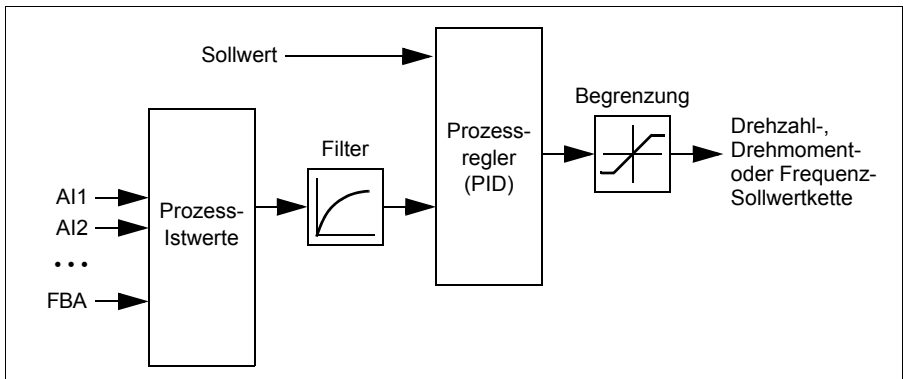 Sollwert
Begrenzung
Prozess-
regler
(PID)
Drehzahl-,
Drehmoment-
oder Frequenz-
Sollwertkette
Filter
AI1
AI2
• • •
FBA
Prozess-
Istwerte